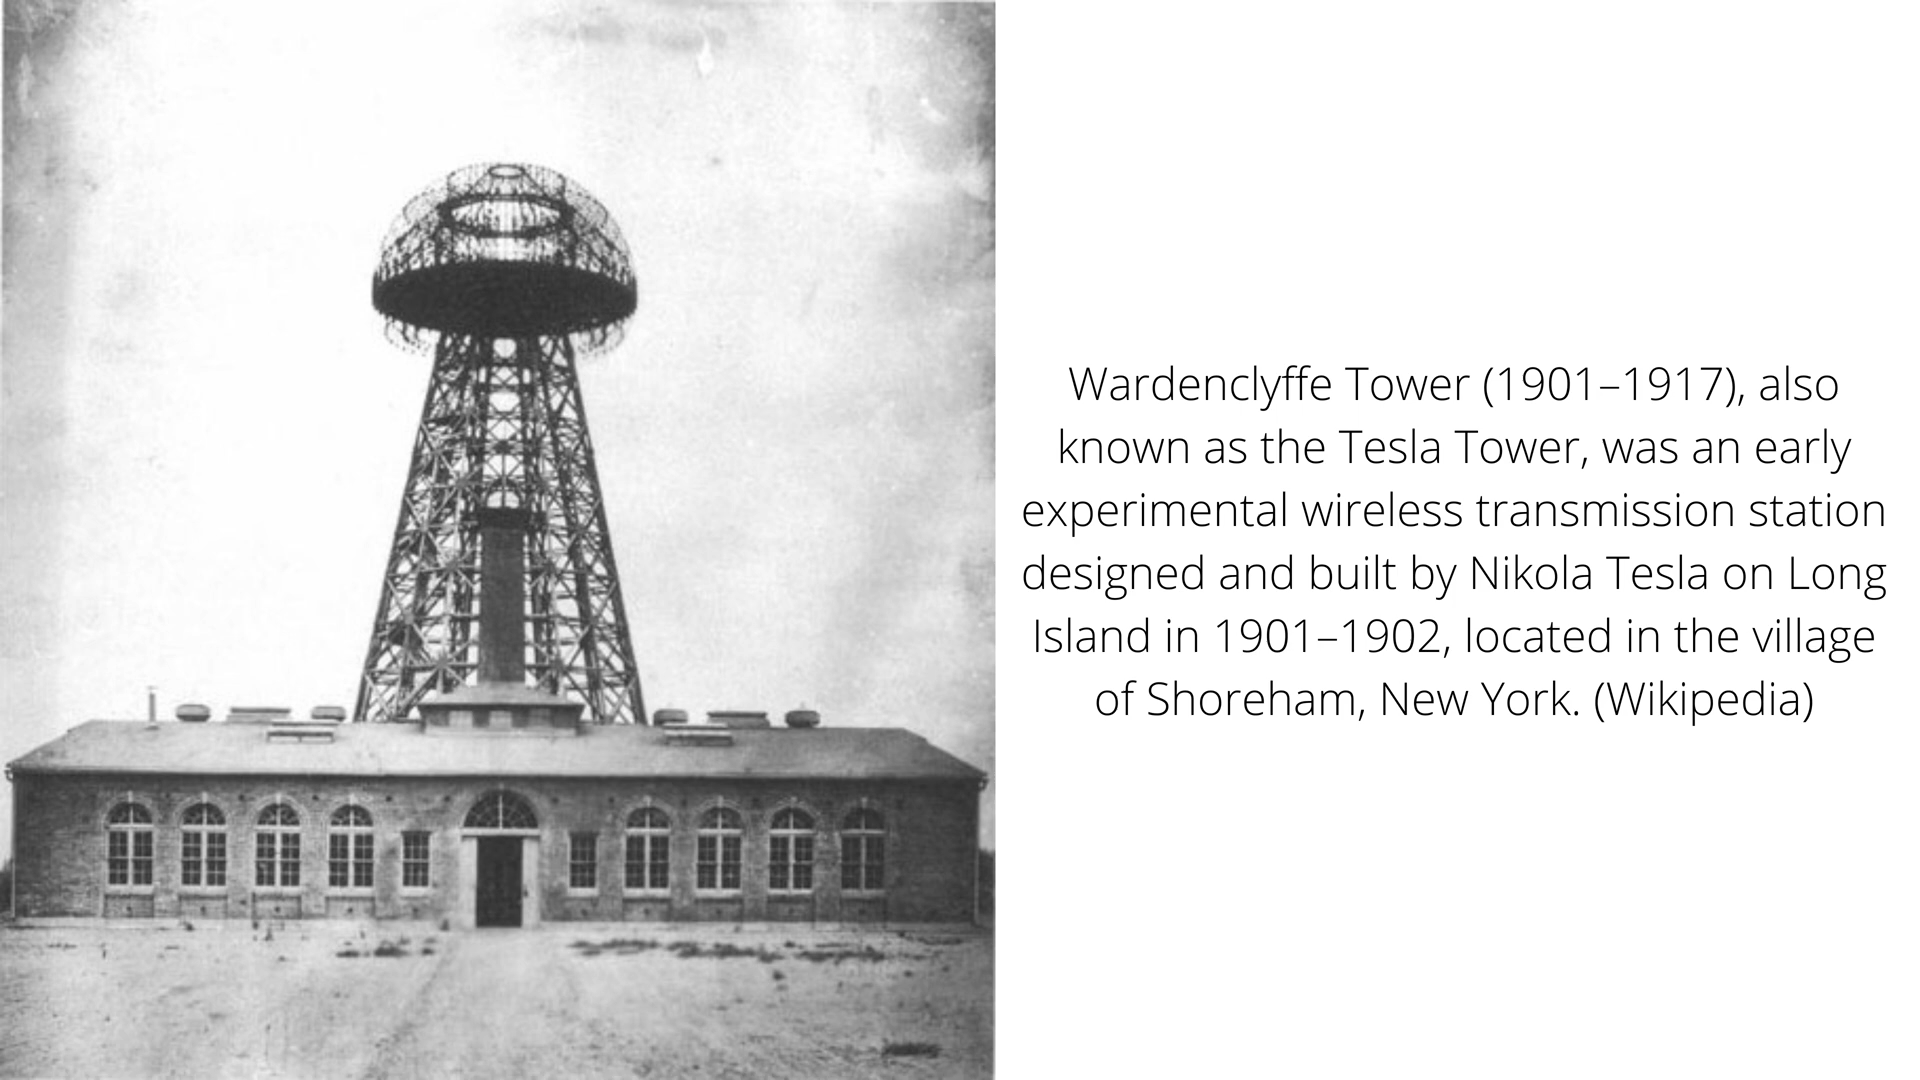 Wardenclyffe Tower (1901–1917), also
known as the Tesla Tower, was an early
experimental wireless transmission station
designed and built by Nikola Tesla on Long
Island in 1901–1902, located in the village
of Shoreham, New York. (Wikipedia)